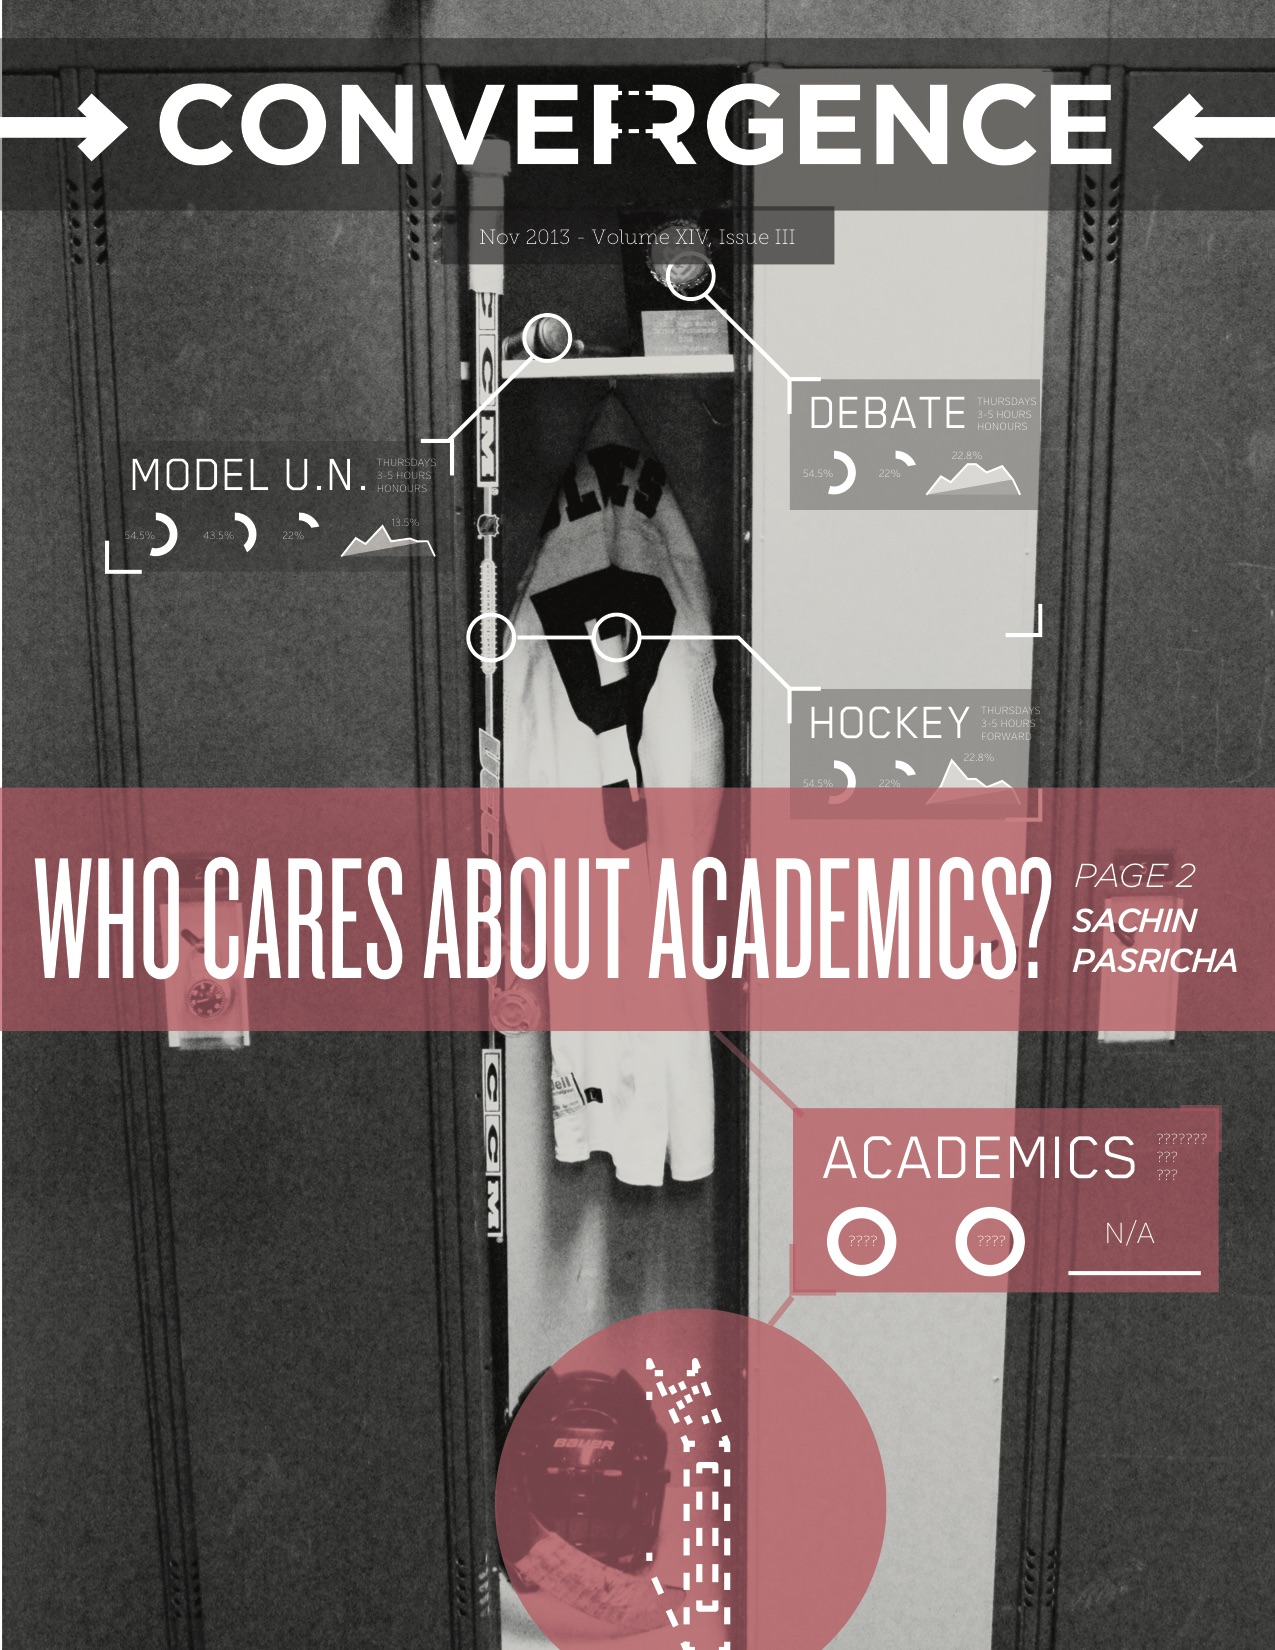 CONVERGENCE
Nov 2013 - Volume XIV, Issue III
DEBATE
THURSDAYS
3-5 HOURS
HONOURS
54.5%
22%
22.8%
MODEL U.N.
THURSDAYS
3-5 HOURS
HONOURS
54.5%
43.5%
22%
13.5%
CCM
HOCKEY
THURSDAYS
3-5 HOURS
FORWARD
54.5%
22%
22.8%
WHO CARES ABOUT ACADEMICS?
PAGE 2
SACHIN
PASRICHA
CCM
L
ACADEMICS
???????
???
???
????
????
N/A
BAUER